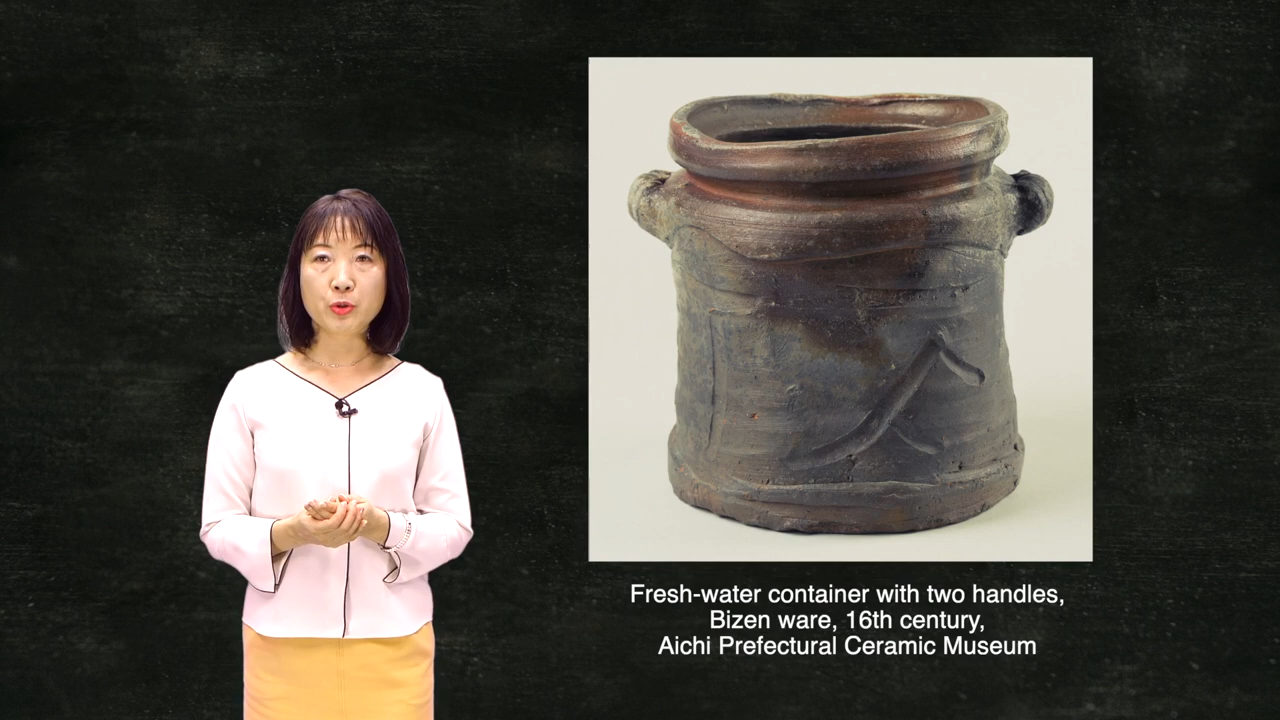 Fresh-water container with two handles,
Bizen ware, 16th century,
Aichi Prefectural Ceramic Museum